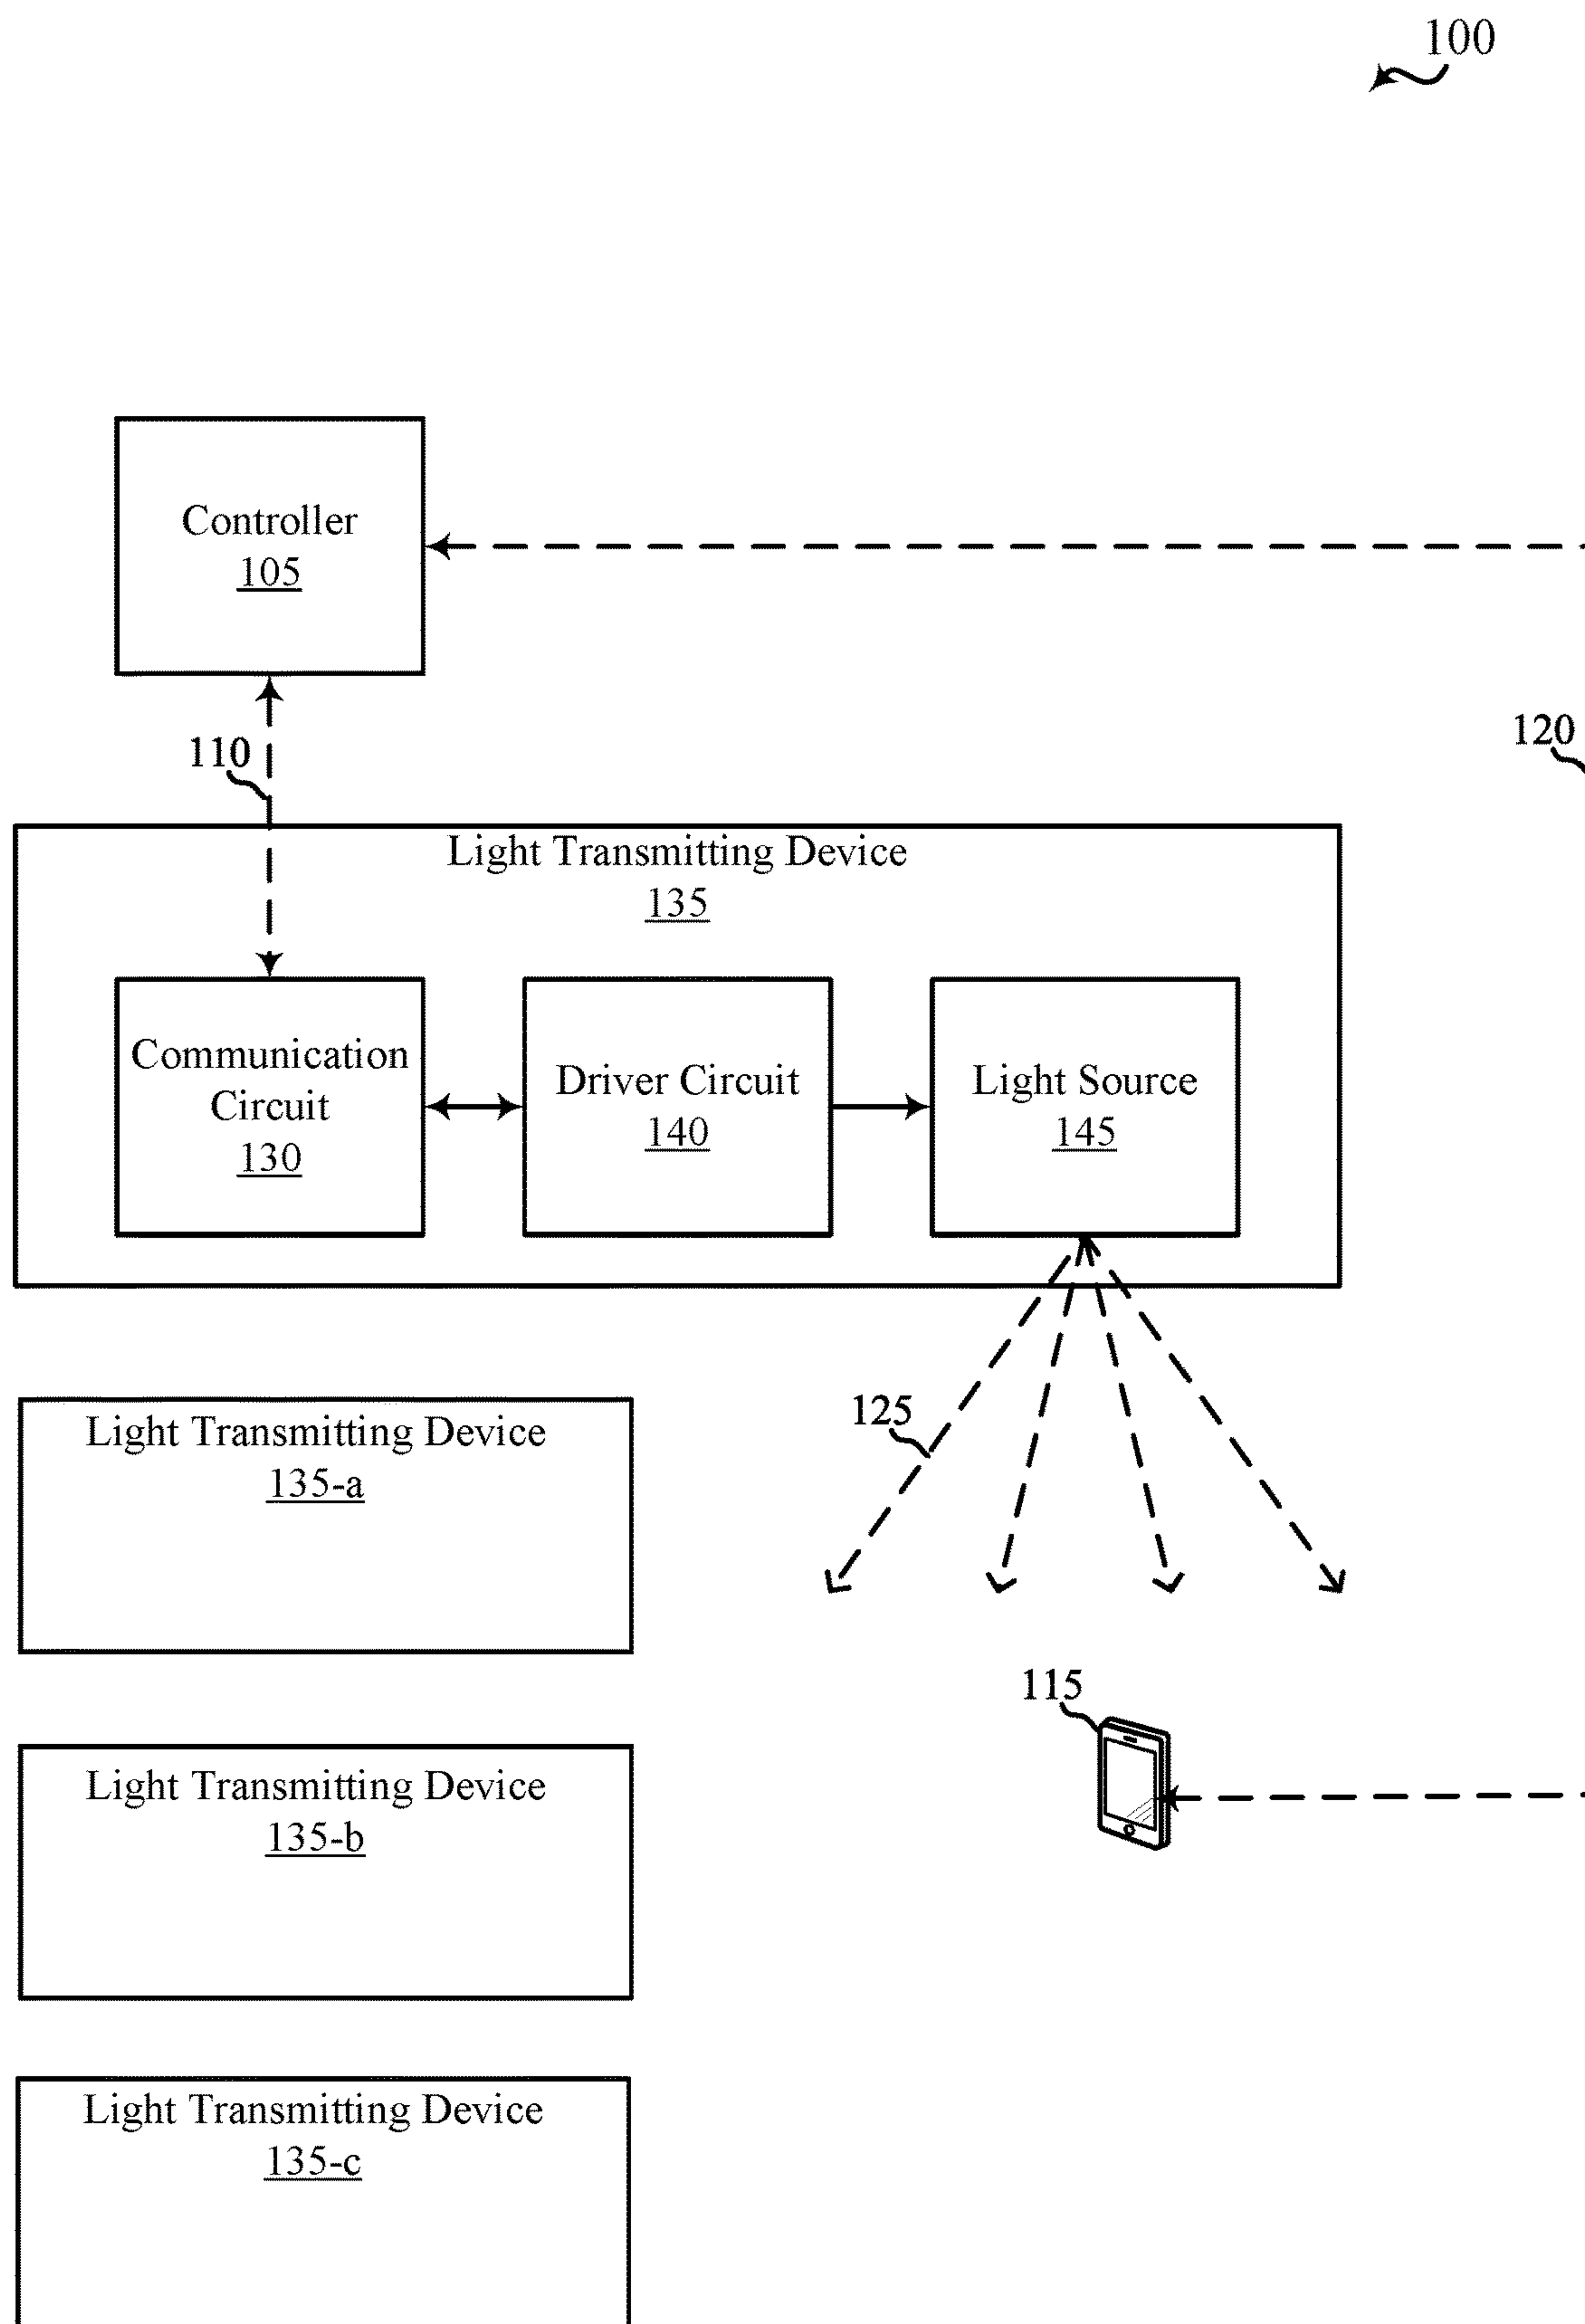 100
Controller
105
110
120
Light Transmitting Device
135
Communication
Circuit
130
Driver Circuit
140
Light Source
145
Light Transmitting Device
135-a
125
115
Light Transmitting Device
135-b
Light Transmitting Device
135-c